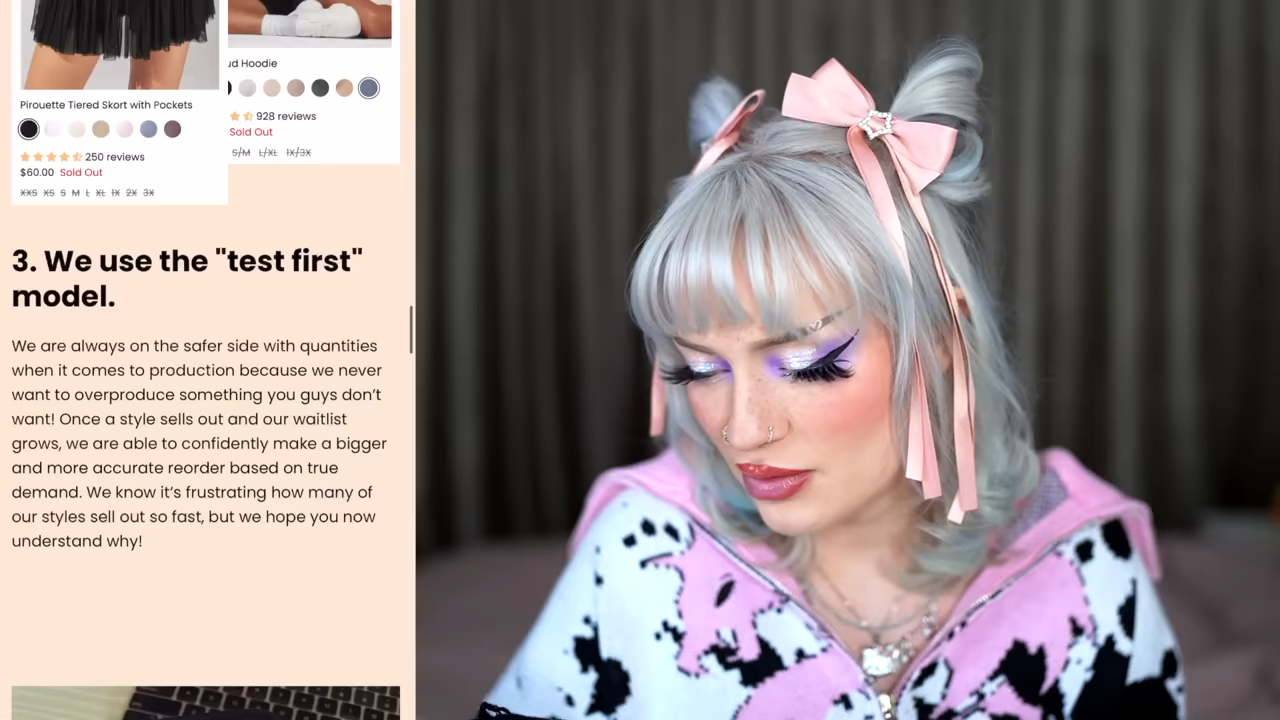 Pirouette Tiered Skort with Pockets
250 reviews
$60.00 Sold Out
XXS XS S M L XL 1X 2X 3X
ud Hoodie
928 reviews
Sold Out
S/M L/XL 1X/3X
3. We use the "test first"
model.
We are always on the safer side with quantities
when it comes to production because we never
want to overproduce something you guys don’t
want! Once a style sells out and our waitlist
grows, we are able to confidently make a bigger
and more accurate reorder based on true
demand. We know it’s frustrating how many of
our styles sell out so fast, but we hope you now
understand why!